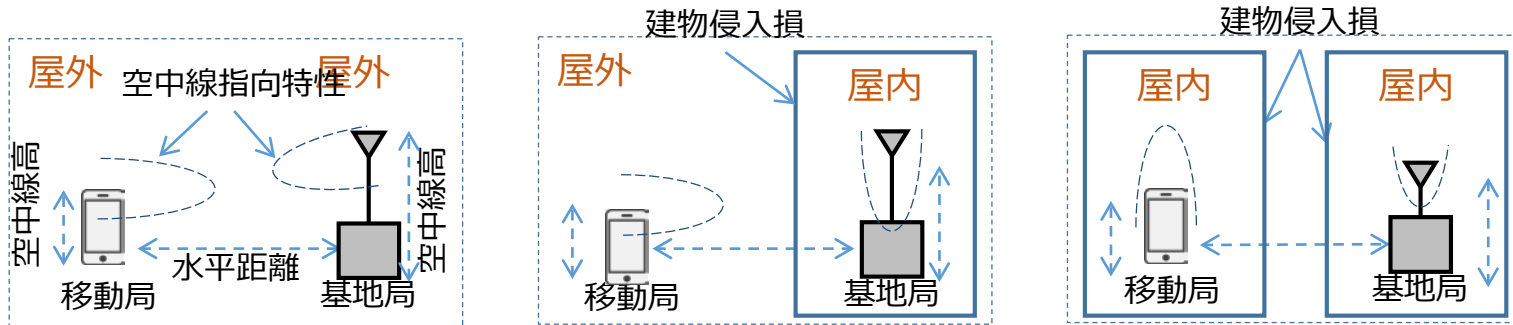 屋外
屋外
空中線指向特性
空中線高
空中線高
水平距離
移動局
基地局
建物侵入損
屋外
屋内
移動局
基地局
建物侵入損
屋内
屋内
移動局
基地局